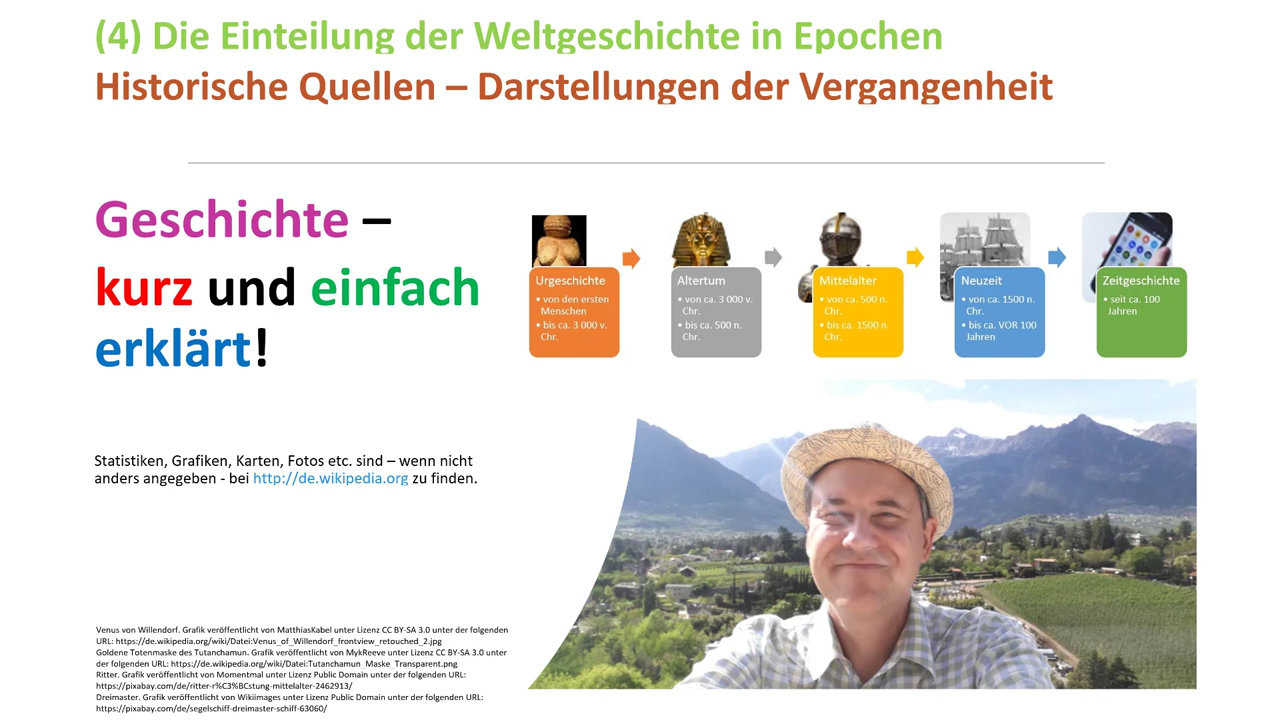 (4) Die Einteilung der Weltgeschichte in Epochen
Historische Quellen – Darstellungen der Vergangenheit
Geschichte –
kurz und einfach
erklärt!
Urgeschichte
• von den ersten
Menschen
• bis ca. 3 000 v.
Chr.
Altertum
• von ca. 3 000 v.
Chr.
• bis ca. 500 n.
Chr.
Mittelalter
• von ca. 500 n.
Chr.
• bis ca. 1500 n.
Chr.
Neuzeit
• von ca. 1500 n.
Chr.
• bis ca. VOR 100
Jahren
Zeitgeschichte
• seit ca. 100
Jahren
Statistiken, Grafiken, Karten, Fotos etc. sind – wenn nicht
anders angegeben - bei http://de.wikipedia.org zu finden.
Venus von Willendorf. Grafik veröffentlicht von MatthiasKabel unter Lizenz CC BY-SA 3.0 unter der folgenden
URL: https://de.wikipedia.org/wiki/Datei:Venus_of_Willendorf_frontview_retouched_2.jpg
Goldene Totenmaske des Tutanchamun. Grafik veröffentlicht von MykReeve unter Lizenz CC BY-SA 3.0 unter
der folgenden URL: https://de.wikipedia.org/wiki/Datei:Tutanchamun_Maske_Transparent.png
Ritter. Grafik veröffentlicht von Momentmal unter Lizenz Public Domain unter der folgenden URL:
https://pixabay.com/de/ritter-r%C3%BCstung-mittelalter-2462913/
Dreimaster. Grafik veröffentlicht von Wikiimages unter Lizenz Public Domain unter der folgenden URL:
https://pixabay.com/de/segelschiff-dreimaster-schiff-63060/